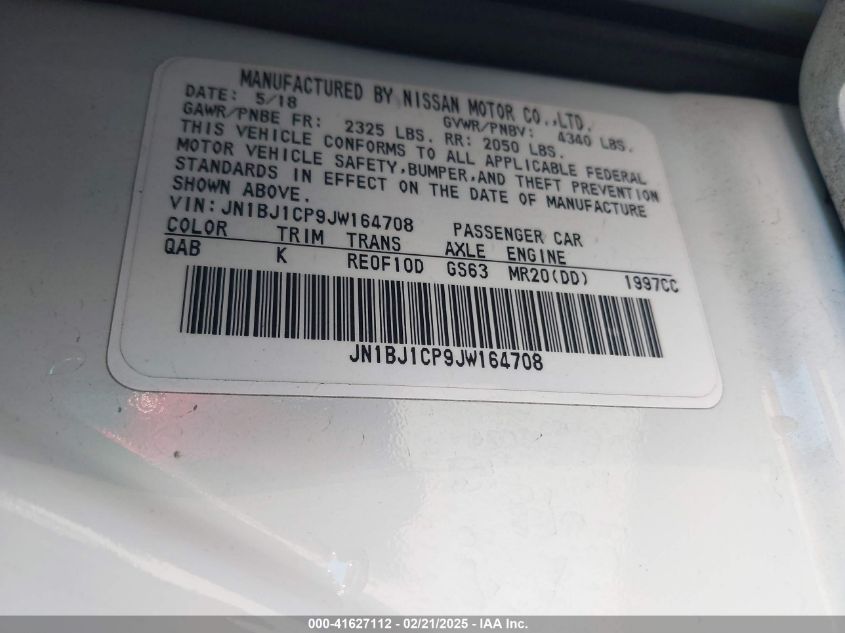 MANUFACTURED BY NISSAN MOTOR CO.,LTD.
DATE: 5/18 GVWR/PNBV: 4340 LBS.
GAWR/PNBE FR: 2325 LBS. RR: 2050 LBS.
THIS VEHICLE CONFORMS TO ALL APPLICABLE FEDERAL
MOTOR VEHICLE SAFETY,BUMPER,AND THEFT PREVENTION
STANDARDS IN EFFECT ON THE DATE OF MANUFACTURE
SHOWN ABOVE.
VIN:JN1BJ1CP9JW164708 PASSENGER CAR
COLOR TRIM TRANS AXLE ENGINE
QAB K RE0F10D GS63 MR20(DD) 1997CC
JN1BJ1CP9JW164708
000-41627112 - 02/21/2025 - IAA Inc.